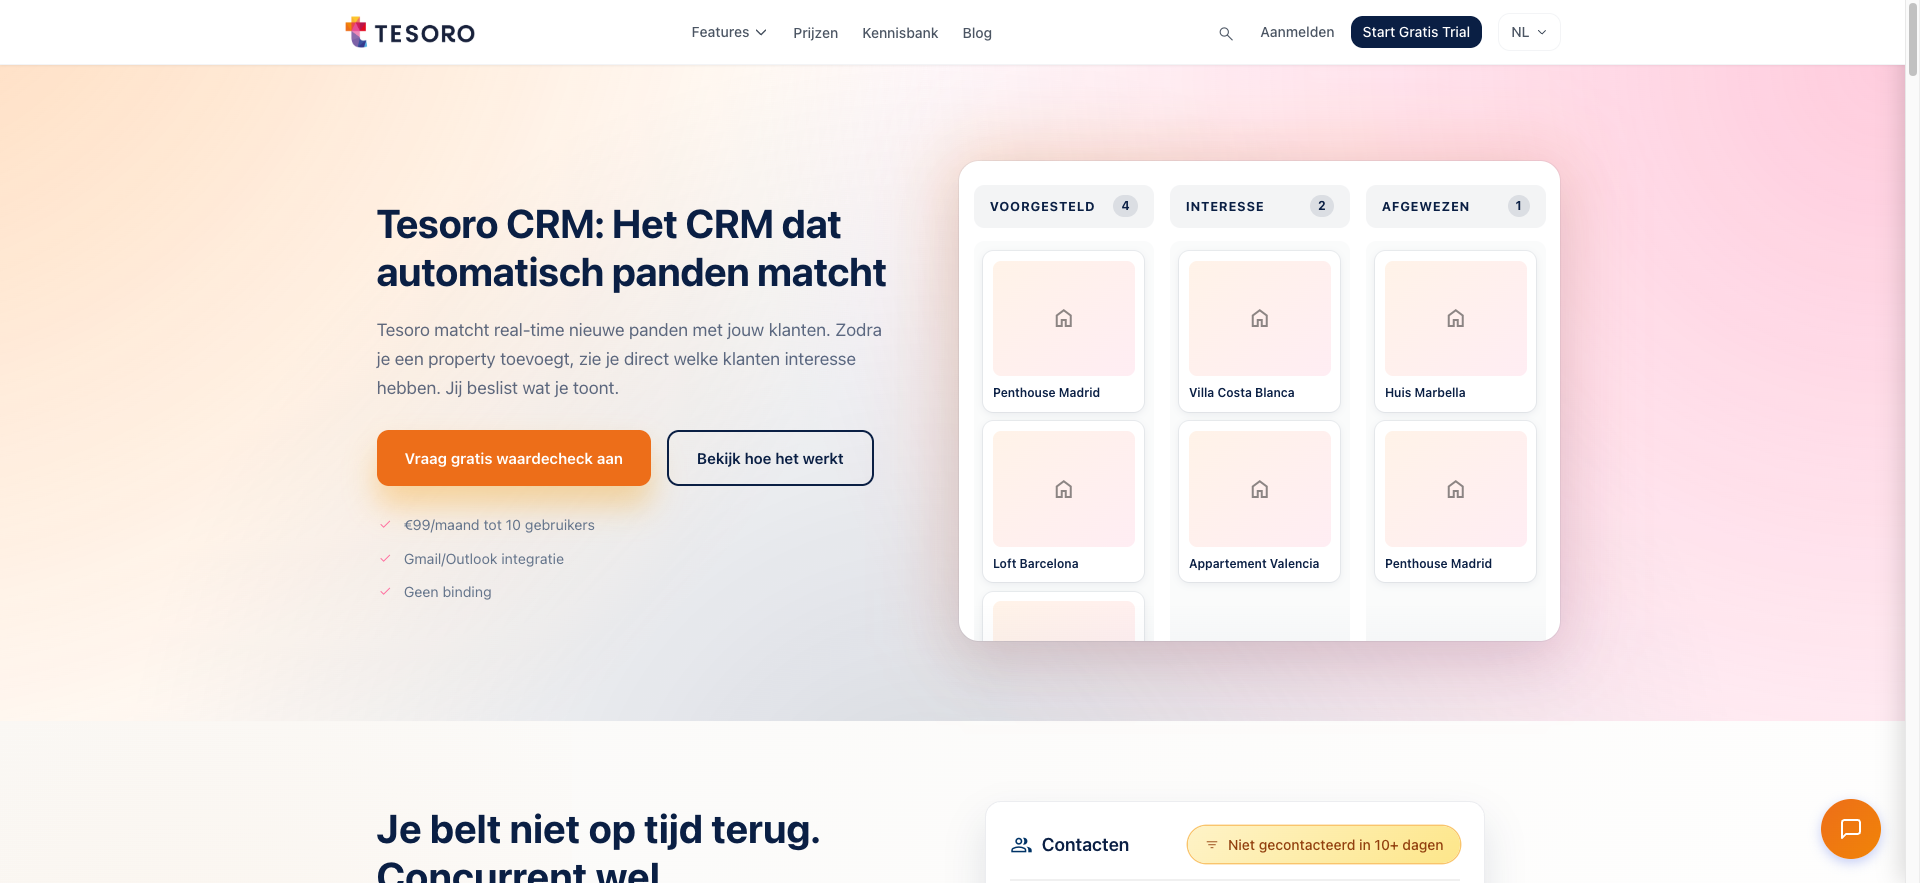 TESORO
Features
Prijzen
Kennisbank
Blog
Aanmelden
Start Gratis Trial
NL
Tesoro CRM: Het CRM dat
automatisch panden matcht
Tesoro matcht real-time nieuwe panden met jouw klanten. Zodra
je een property toevoegt, zie je direct welke klanten interesse
hebben. Jij beslist wat je toont.
Vraag gratis waardecheck aan
Bekijk hoe het werkt
€99/maand tot 10 gebruikers
Gmail/Outlook integratie
Geen binding
VOORGESTELD 4
INTERESSE 2
AFGEWEZEN 1
Penthouse Madrid
Villa Costa Blanca
Huis Marbella
Loft Barcelona
Appartement Valencia
Penthouse Madrid
Je belt niet op tijd terug.
Concurrent wel.
Contacten
Niet gecontacteerd in 10+ dagen